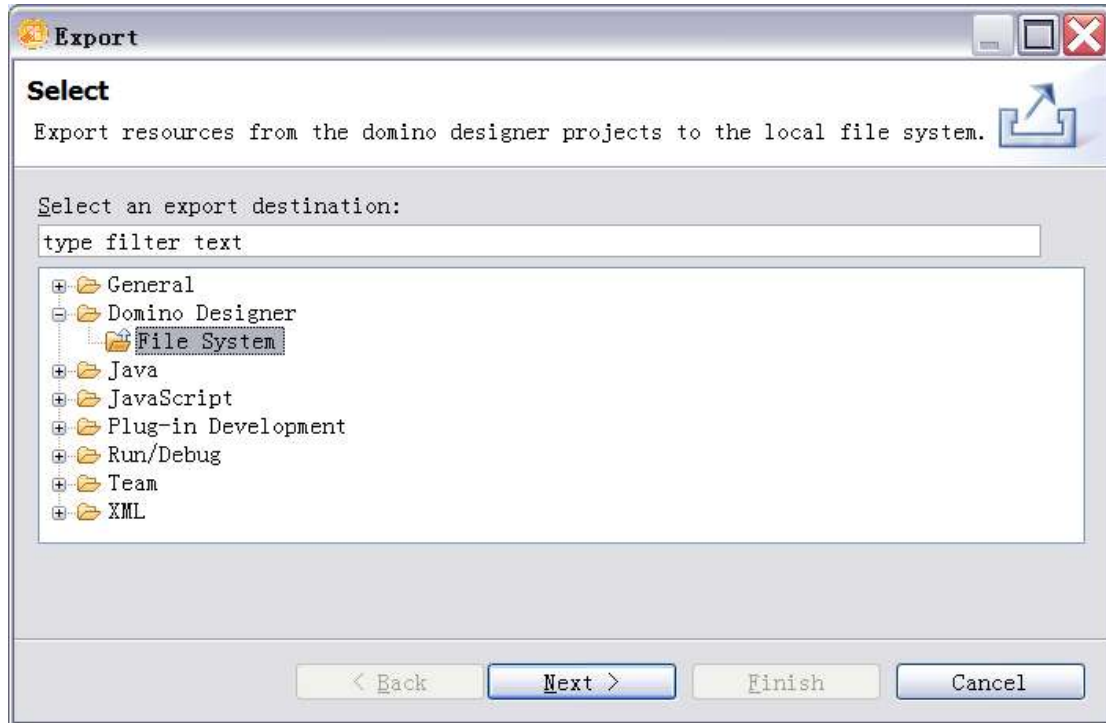 Export
Select
Export resources from the domino designer projects to the local file system.
Select an export destination:
type filter text
General
Domino Designer
File System
Java
JavaScript
Plug-in Development
Run/Debug
Team
XML
< Back Next > Finish Cancel